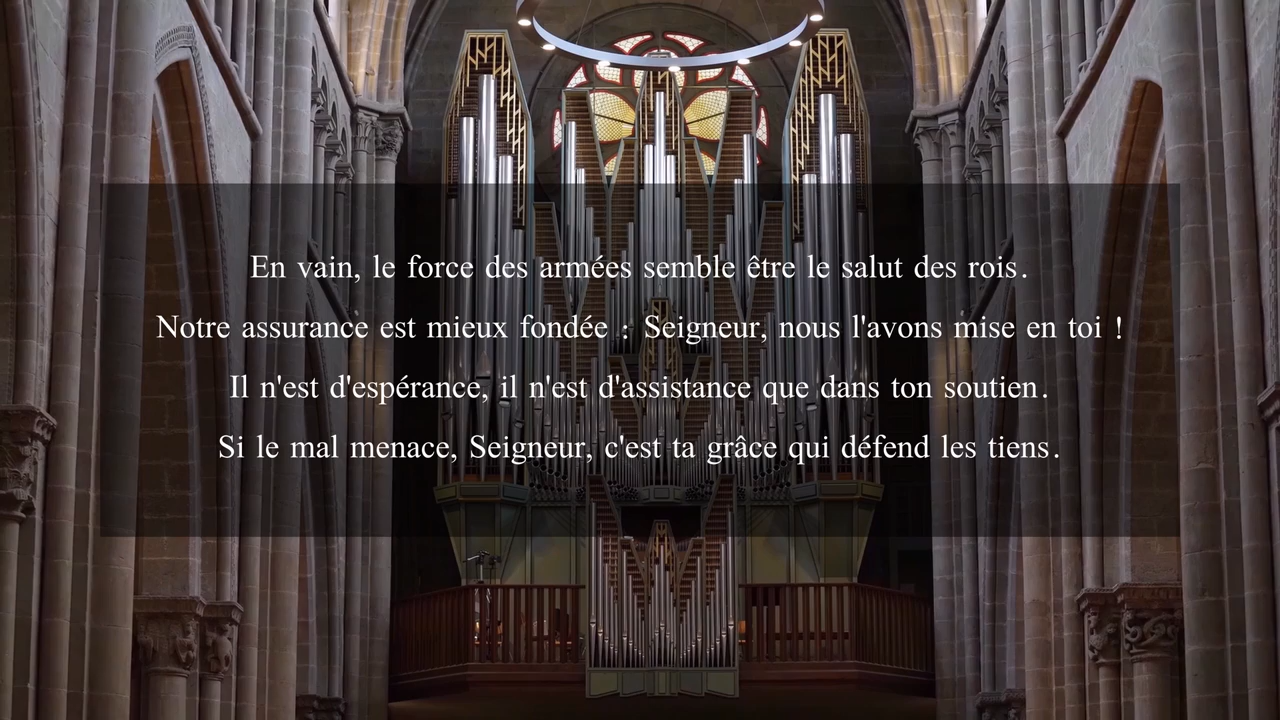 En vain, le force des armées semble être le salut des rois.
Notre assurance est mieux fondée : Seigneur, nous l'avons mise en toi !
Il n'est d'espérance, il n'est d'assistance que dans ton soutien.
Si le mal menace, Seigneur, c'est ta grâce qui défend les tiens.